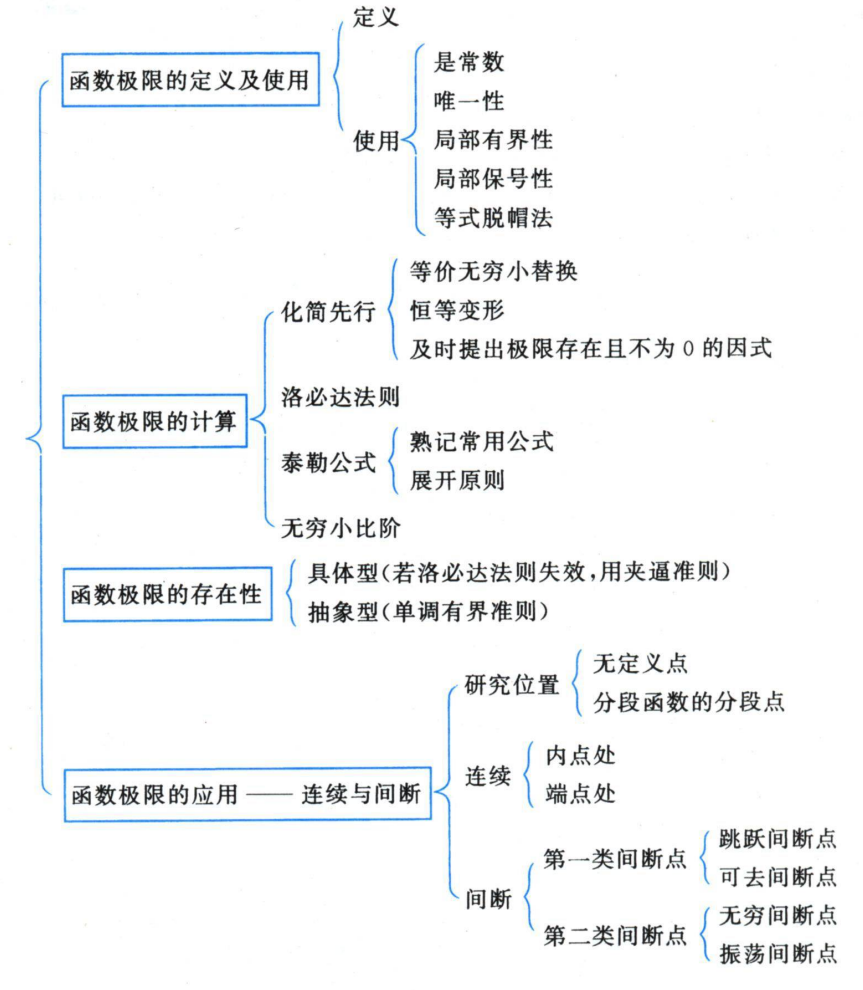 函数极限的定义及使用
定义
使用
是常数
唯一性
局部有界性
局部保号性
等式脱帽法
函数极限的计算
化简先行
等价无穷小替换
恒等变形
及时提出极限存在且不为 0 的因式
洛必达法则
泰勒公式
熟记常用公式
展开原则
无穷小比阶
函数极限的存在性
具体型(若洛必达法则失效,用夹逼准则)
抽象型(单调有界准则)
函数极限的应用 —— 连续与间断
研究位置
无定义点
分段函数的分段点
连续
内点处
端点处
间断
第一类间断点
跳跃间断点
可去间断点
第二类间断点
无穷间断点
振荡间断点